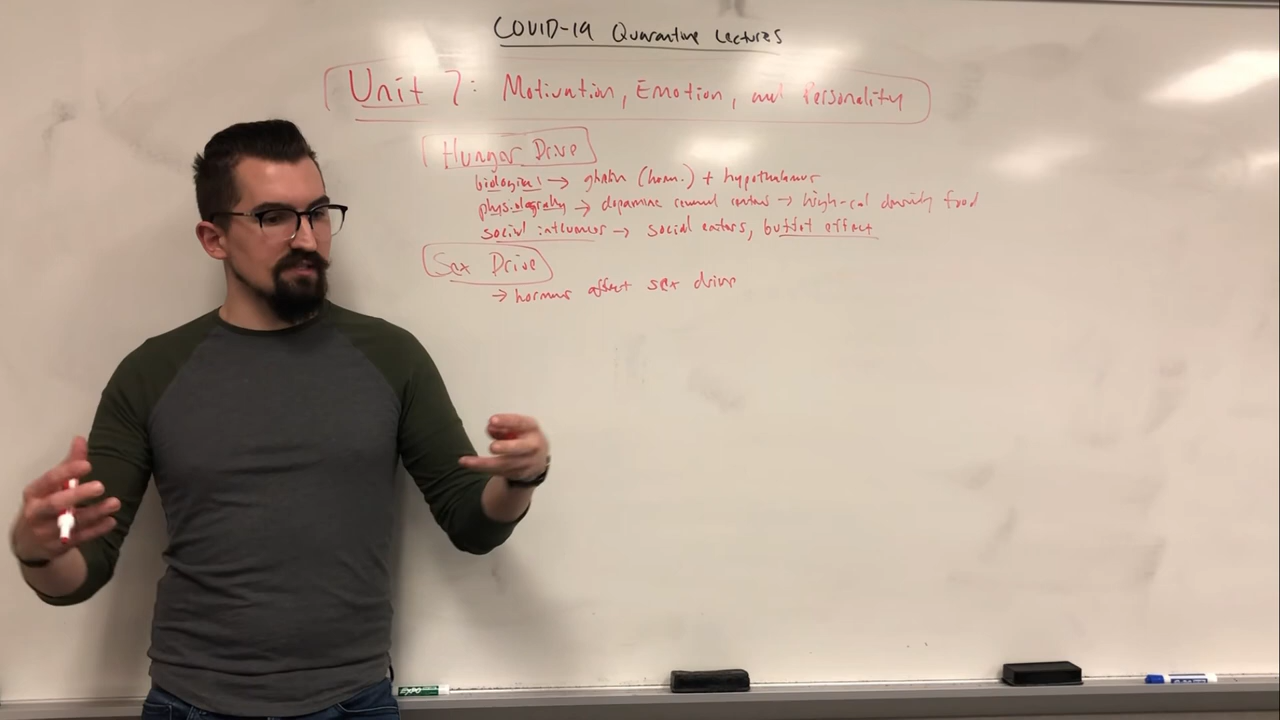 COVID-19 Quarantine Lectures
Unit 7: Motivation, Emotion, and Personality
Hunger Drive
biological → ghrelin (horm.) + hypothalamus
→ dopamine reward centers → high-cal density food
social influences → social eaters, buffet effect
Sex Drive
→ hormones affect sex drive
EXPO